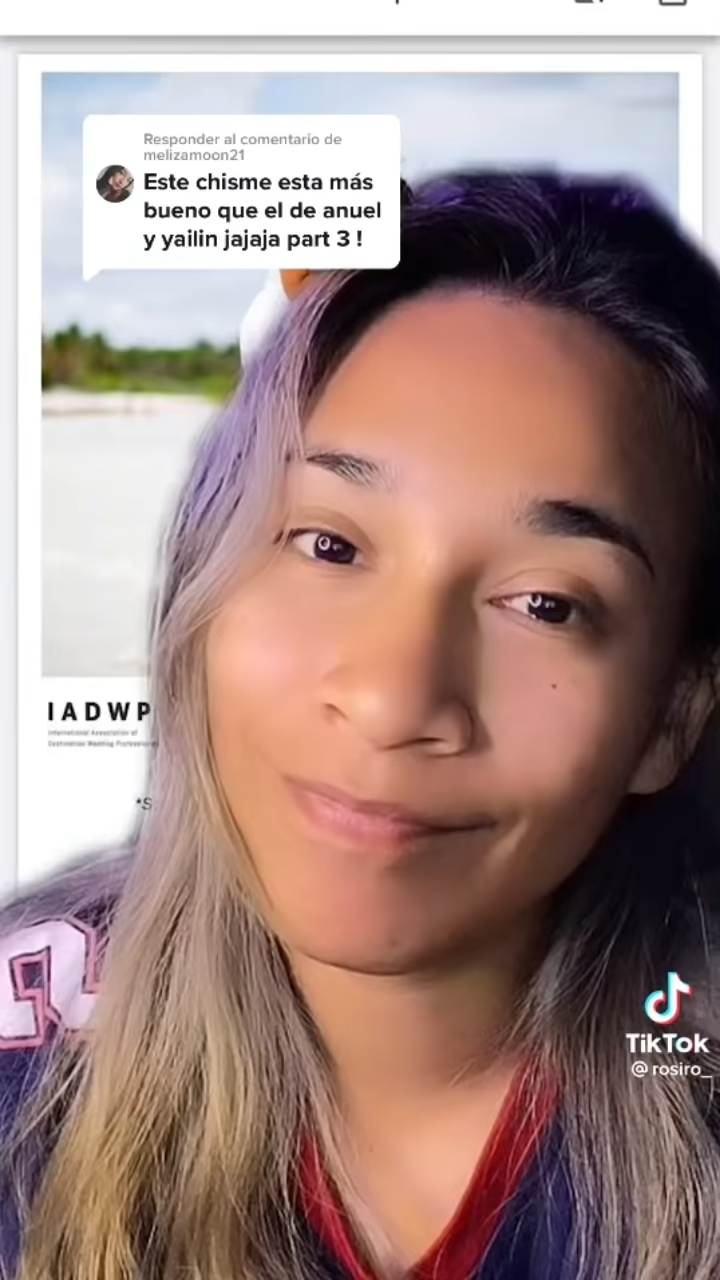 Responder al comentario de
melizamoon21
Este chisme esta más
bueno que el de anuel
y yailin jajaja part 3 !
IADWP
International Association of
Destination Wedding Professionals
*S
TikTok
@rosiro_